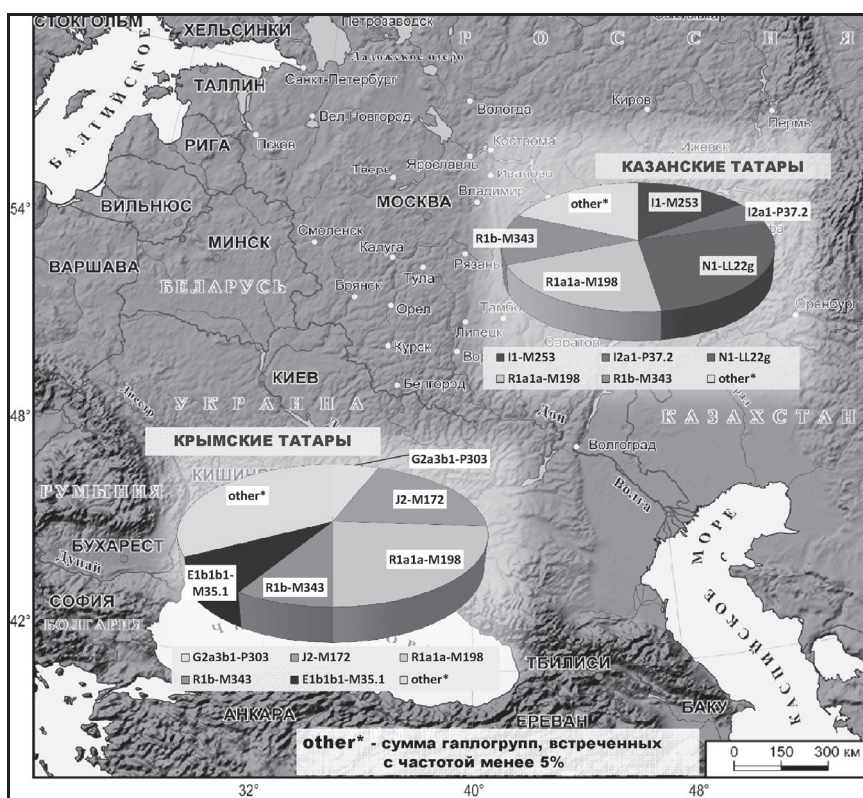 СТОКГОЛЬМ
ХЕЛЬСИНКИ
Петрозаводск
Сыктывкар
РОССИЯ
Ладожское озеро
БАЛТИЙСКОЕ
Санкт-Петербург
ТАЛЛИН
Вел.Новгород
Вологда
Киров
Пермь
Псков
Кострома
Ижевск
РИГА
Ярославль
Иваново
Тверь
Владимир
МОСКВА
КАЗАНСКИЕ ТАТАРЫ
54°
ВИЛЬНЮС
МИНСК
Смоленск
Калуга
Рязань
ВАРШАВА
БЕЛАРУСЬ
Тула
Брянск
Орел
Оренбург
Липецк
Саратов
Курск
other*
I1-M253
I2a1-P37.2
R1b-M343
N1-LL22g
R1a1a-M198
I1-M253 I2a1-P37.2 N1-LL22g
R1a1a-M198 R1b-M343 other*
КИЕВ
Белгород
Днестр
УКРАИНА
Дон
КАЗАХСТАН
48°
КРЫМСКИЕ ТАТАРЫ
Волгоград
G2a3b1-P303
other*
J2-M172
R1a1a-M198
E1b1b1-
M35.1
R1b-M343
РУМЫНИЯ
Волга
БУХАРЕСТ
Дунай
СОФИЯ
БОЛГАРИЯ
42°
КАСПИЙСКОЕ МОРЕ
G2a3b1-P303 J2-M172 R1a1a-M198
R1b-M343 E1b1b1-M35.1 other*
ТБИЛИСИ
АНКАРА
ЕРЕВАН
БАКУ
other* - сумма гаплогрупп, встреченных
с частотой менее 5%
0 150 300 км
32° 40° 48°